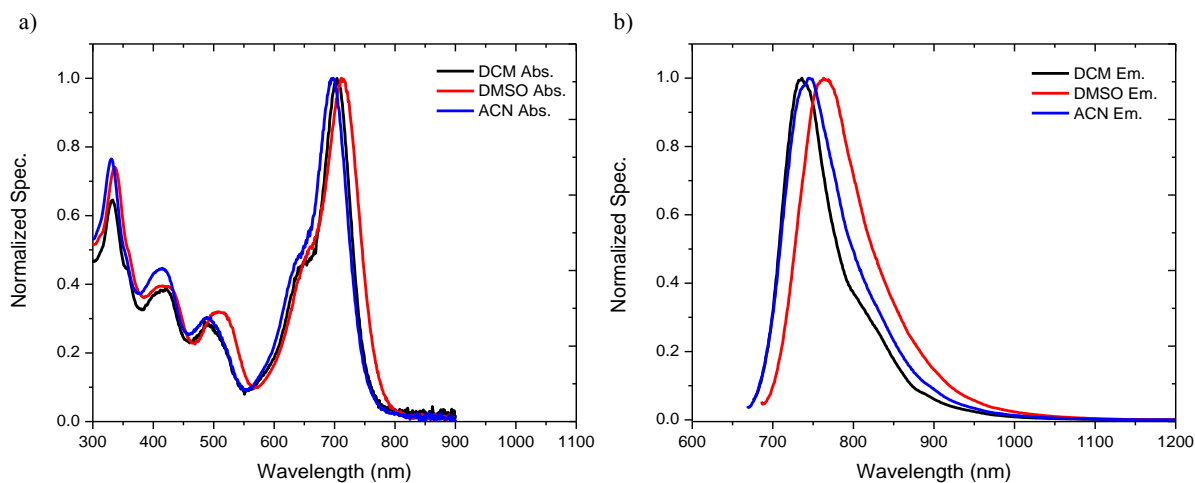 a)
DCM Abs.
DMSO Abs.
ACN Abs.
Normalized Spec.
1.0
0.8
0.6
0.4
0.2
0.0
300 400 500 600 700 800 900 1000 1100
Wavelength (nm)
b)
DCM Em.
DMSO Em.
ACN Em.
Normalized Spec.
1.0
0.8
0.6
0.4
0.2
0.0
600 700 800 900 1000 1100 1200
Wavelength (nm)